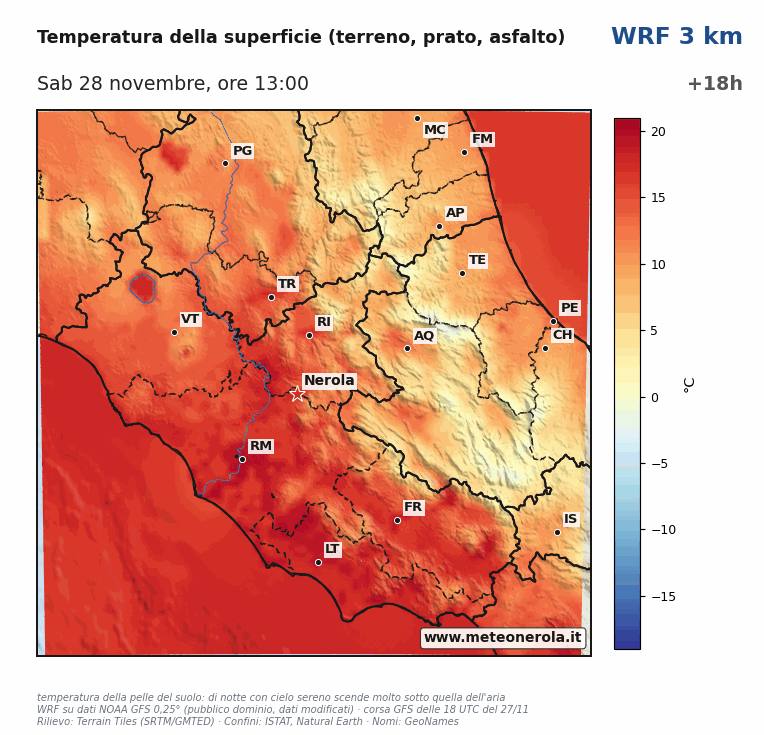 Temperatura della superficie (terreno, prato, asfalto)
WRF 3 km
Sab 28 novembre, ore 13:00
+18h
MC
FM
PG
AP
TE
TR
PE
VT
RI
AQ
CH
Nerola
RM
FR
IS
LT
www.meteonerola.it
20
15
10
5
0
−5
−10
−15
°C
temperatura della pelle del suolo: di notte con cielo sereno scende molto sotto quella dell'aria
WRF su dati NOAA GFS 0,25° (pubblico dominio, dati modificati) · corsa GFS delle 18 UTC del 27/11
Rilievo: Terrain Tiles (SRTM/GMTED) · Confini: ISTAT, Natural Earth · Nomi: GeoNames